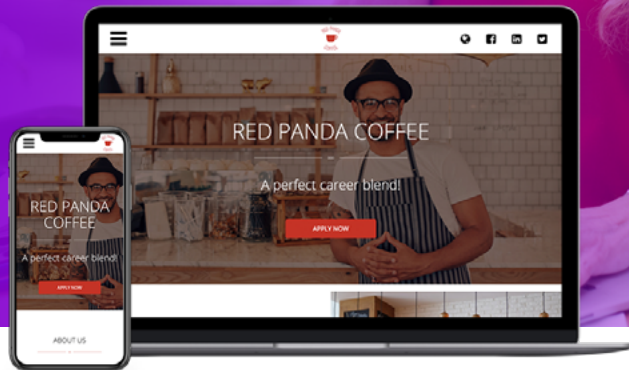 RED PANDA COFFEE
A perfect career blend!
APPLY NOW
RED PANDA
COFFEE
A perfect career blend!
APPLY NOW
ABOUT US